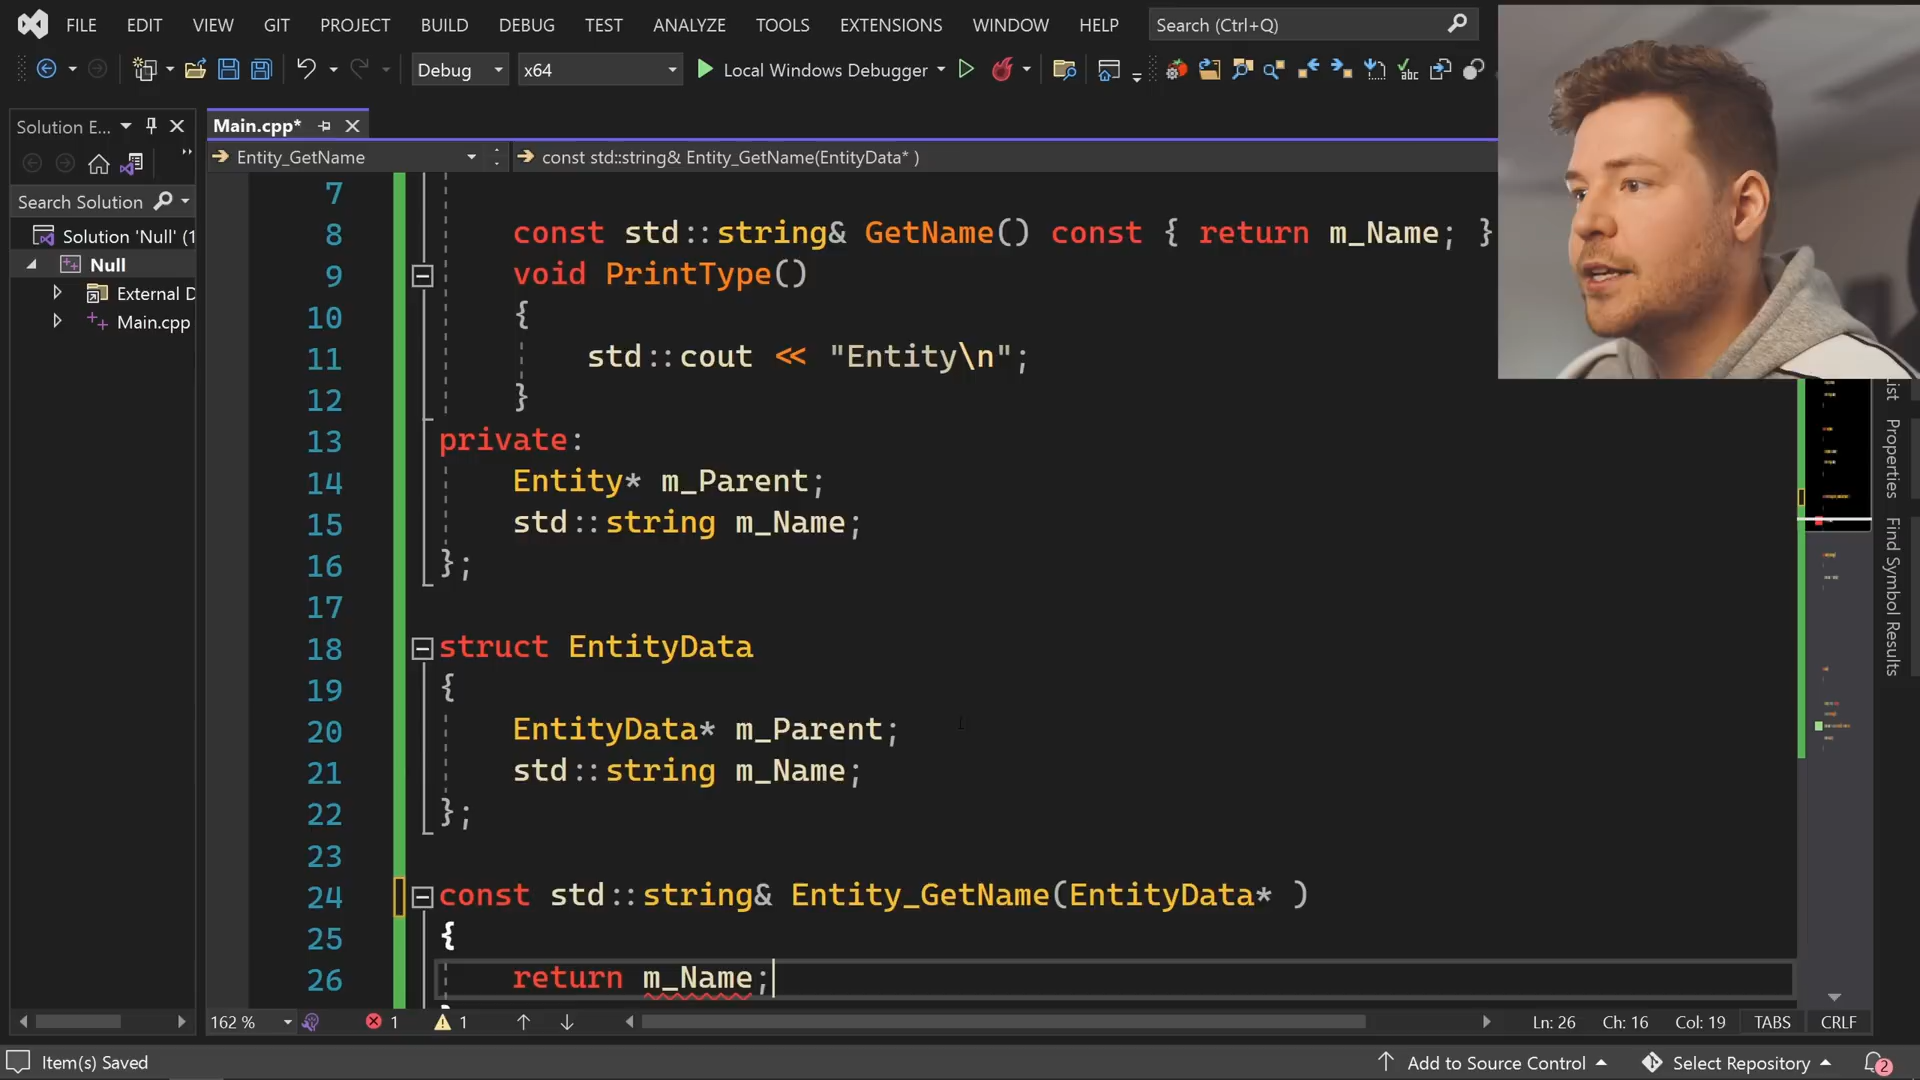 FILE EDIT VIEW GIT PROJECT BUILD DEBUG TEST ANALYZE TOOLS EXTENSIONS WINDOW HELP Search (Ctrl+Q)
Debug x64 Local Windows Debugger
Solution E... Main.cpp*
Entity_GetName const std::string& Entity_GetName(EntityData* )
Search Solution
Solution 'Null' (1
Null
External D
Main.cpp
7
8 const std::string& GetName() const { return m_Name; }
9 void PrintType()
10 {
11 std::cout << "Entity\n";
12 }
13 private:
14 Entity* m_Parent;
15 std::string m_Name;
16 };
17
18 struct EntityData
19 {
20 EntityData* m_Parent;
21 std::string m_Name;
22 };
23
24 const std::string& Entity_GetName(EntityData* )
25 {
26 return m_Name;
List
Properties
Find Symbol Results
162 % 1 1 Ln: 26 Ch: 16 Col: 19 TABS CRLF
Item(s) Saved Add to Source Control Select Repository 2